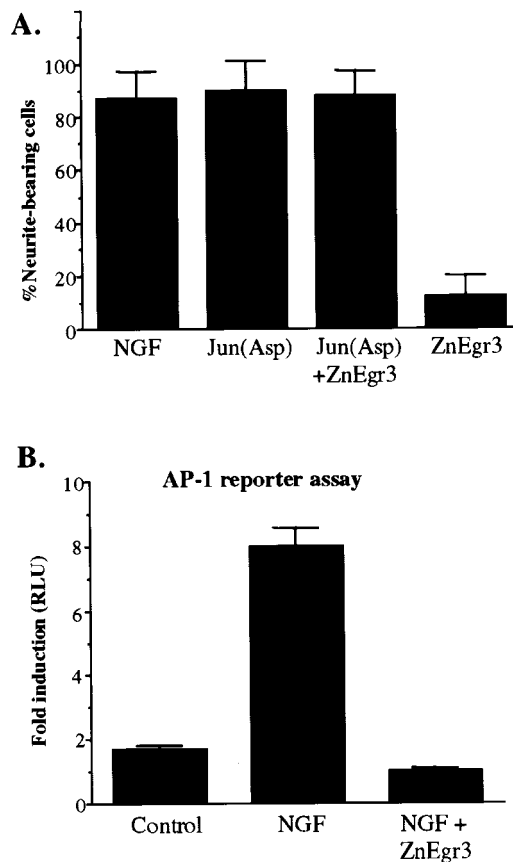 A.
% Neurite-bearing cells
100
80
60
40
20
0
NGF
Jun(Asp)
Jun(Asp)
+ZnEgr3
ZnEgr3
B.
AP-1 reporter assay
Fold induction (RLU)
10
8
6
4
2
0
Control
NGF
NGF +
ZnEgr3